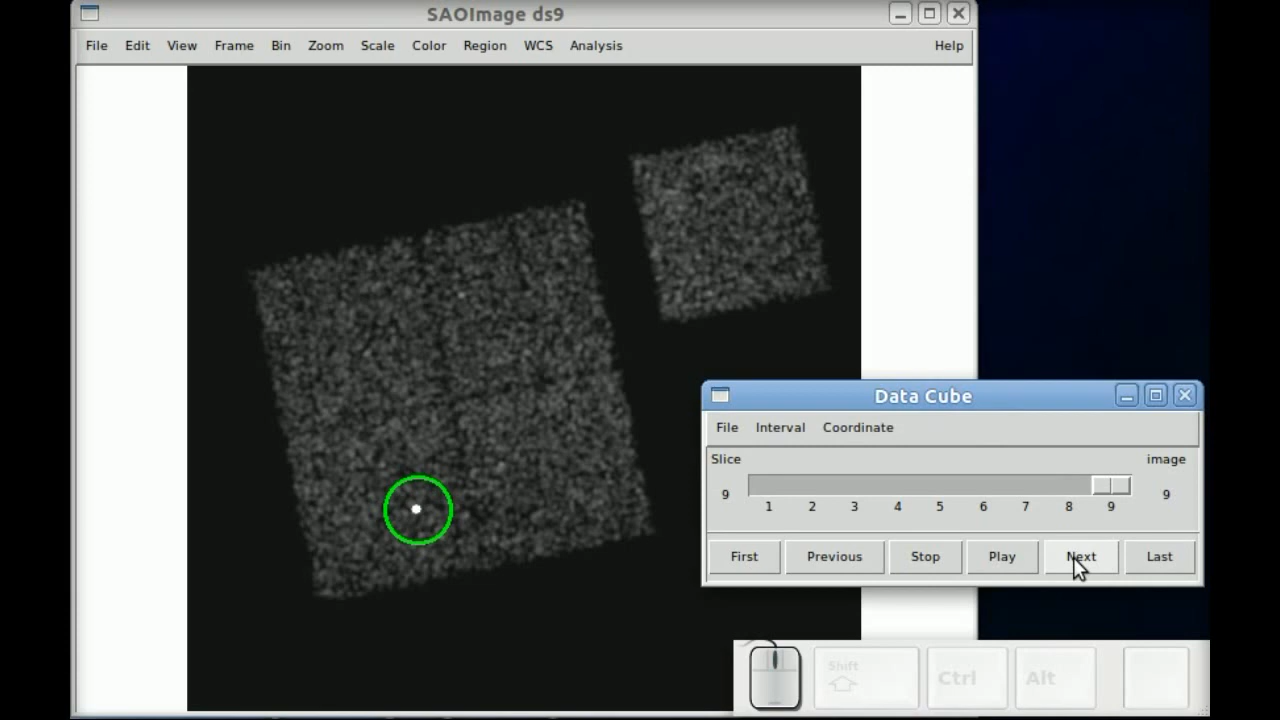 SAOImage ds9
File Edit View Frame Bin Zoom Scale Color Region WCS Analysis Help
Data Cube
File Interval Coordinate
Slice image
9 9
1 2 3 4 5 6 7 8 9
First Previous Stop Play Next Last
Shift Ctrl Alt